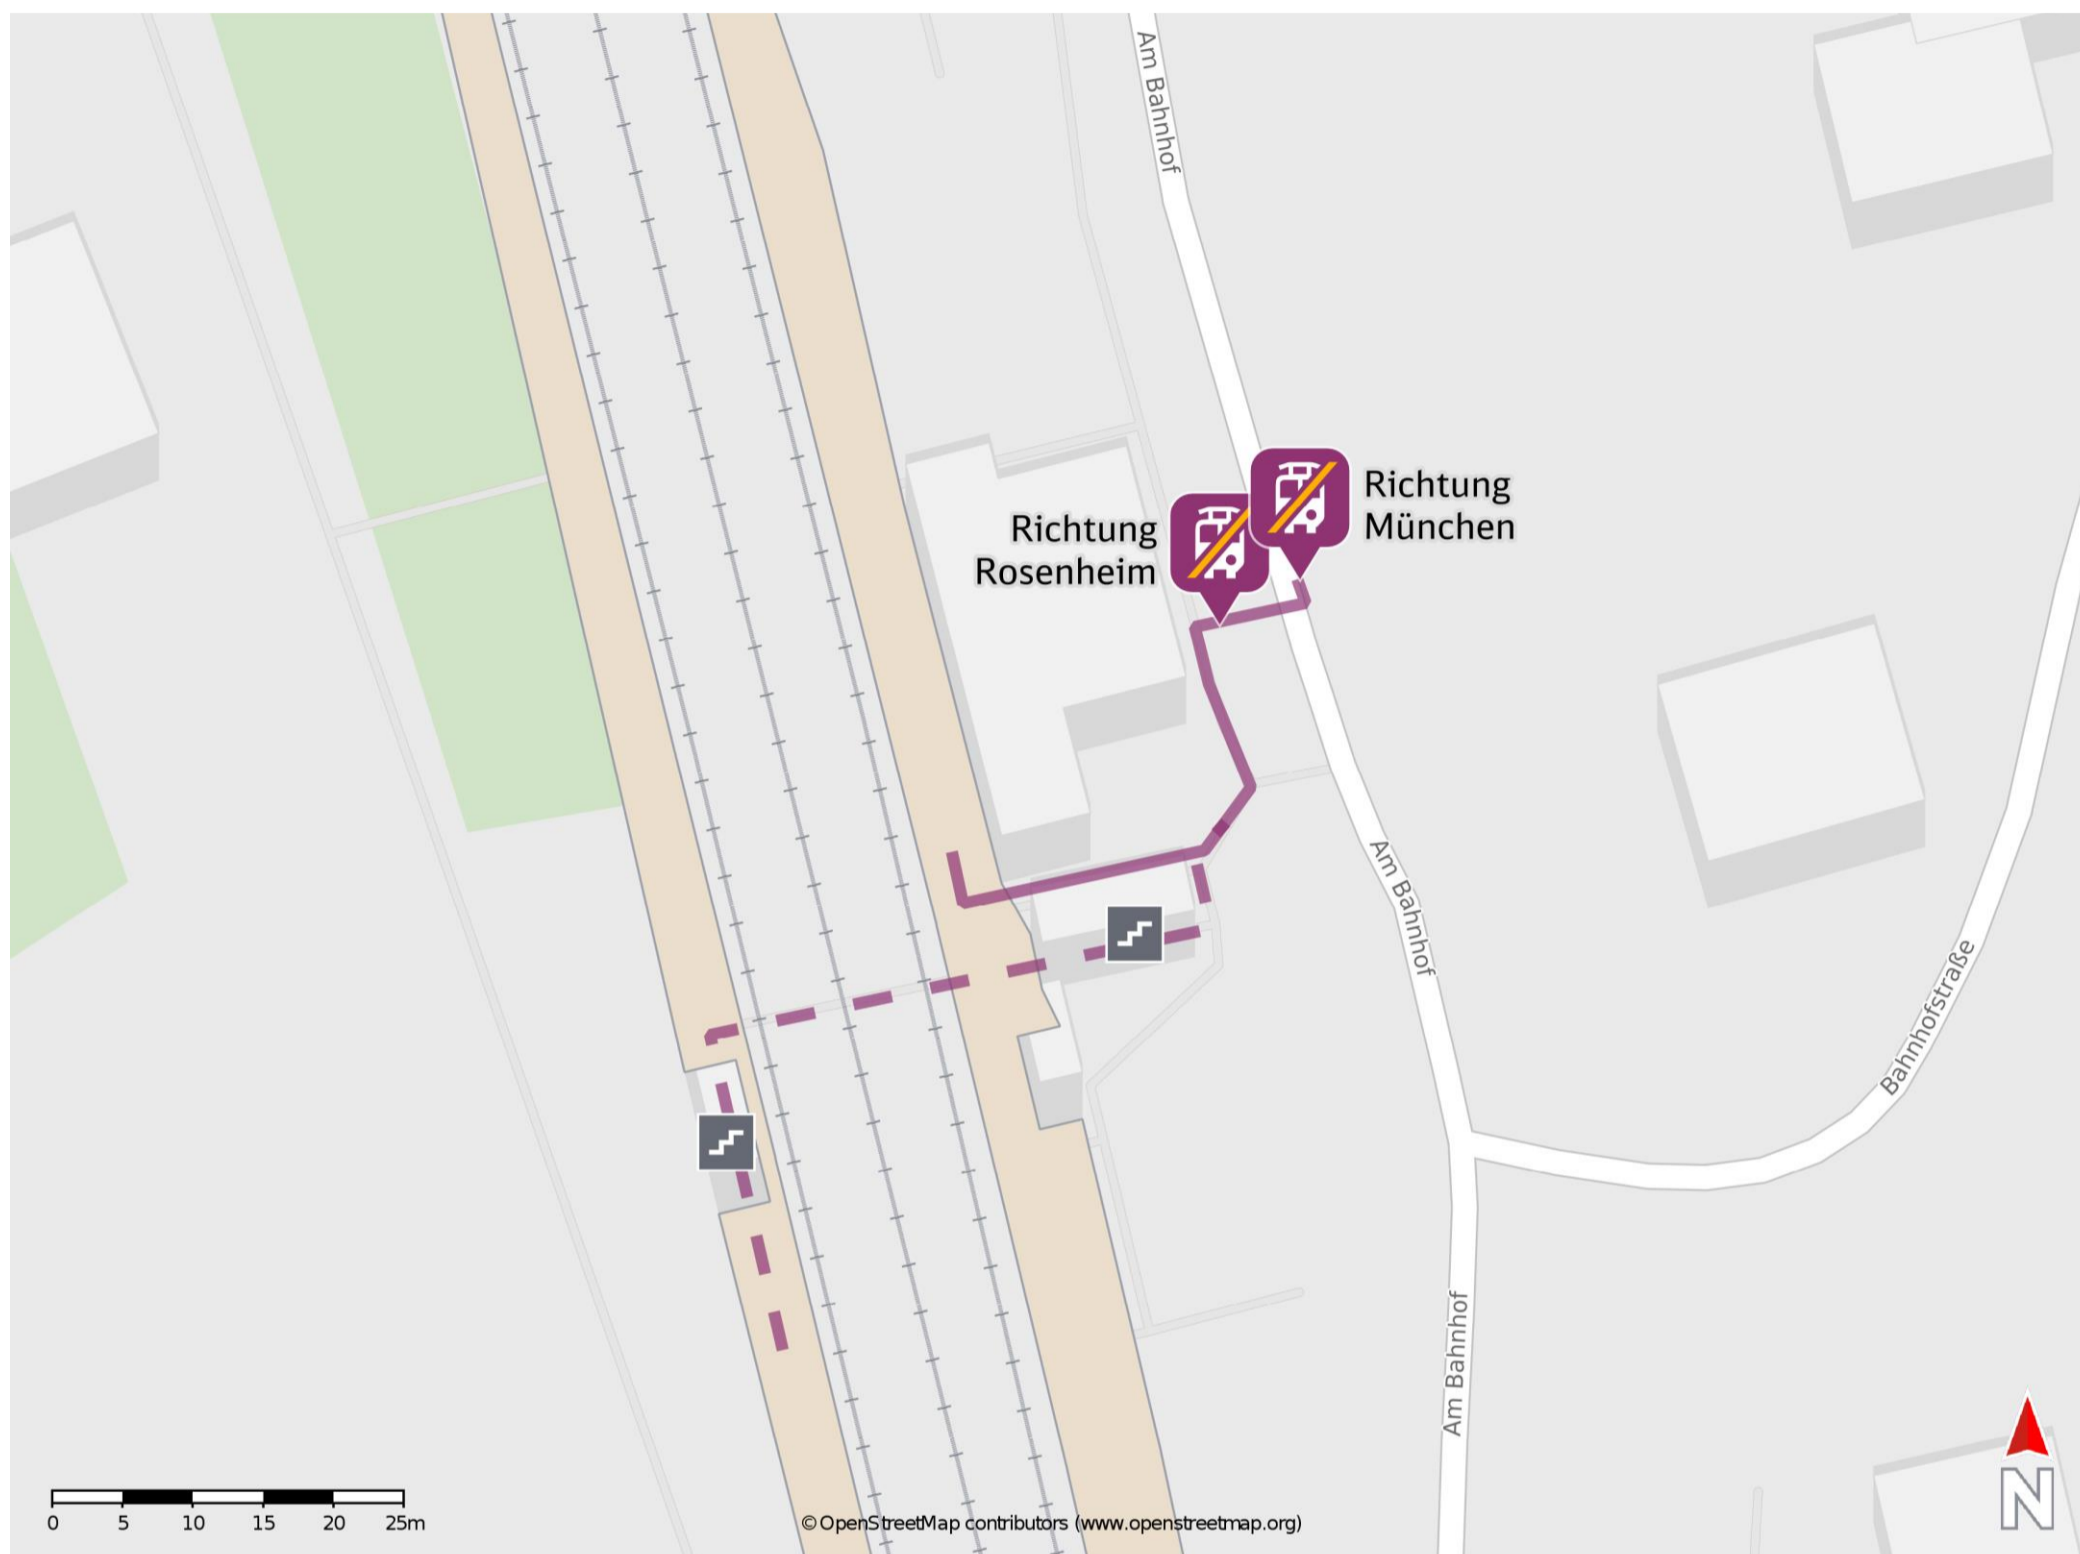 Am Bahnhof
Richtung
München
Richtung
Rosenheim
Am Bahnhof
Bahnhofstraße
Am Bahnhof
0 5 10 15 20 25m
© OpenStreetMap contributors (www.openstreetmap.org)
N